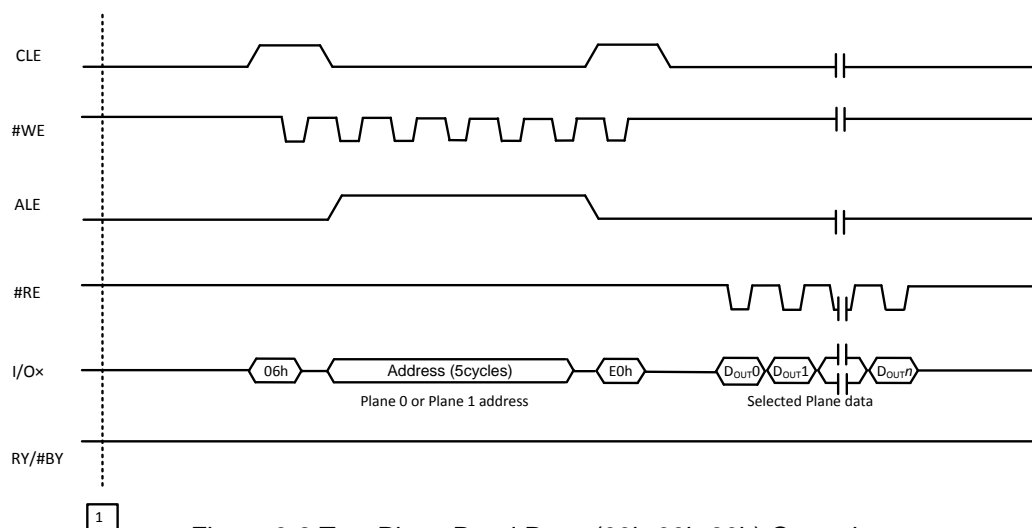 CLE
#WE
ALE
#RE
I/O×
06h
Address (5cycles)
E0h
DOUT0
DOUT1
DOUTn
Plane 0 or Plane 1 address
Selected Plane data
RY/#BY
1